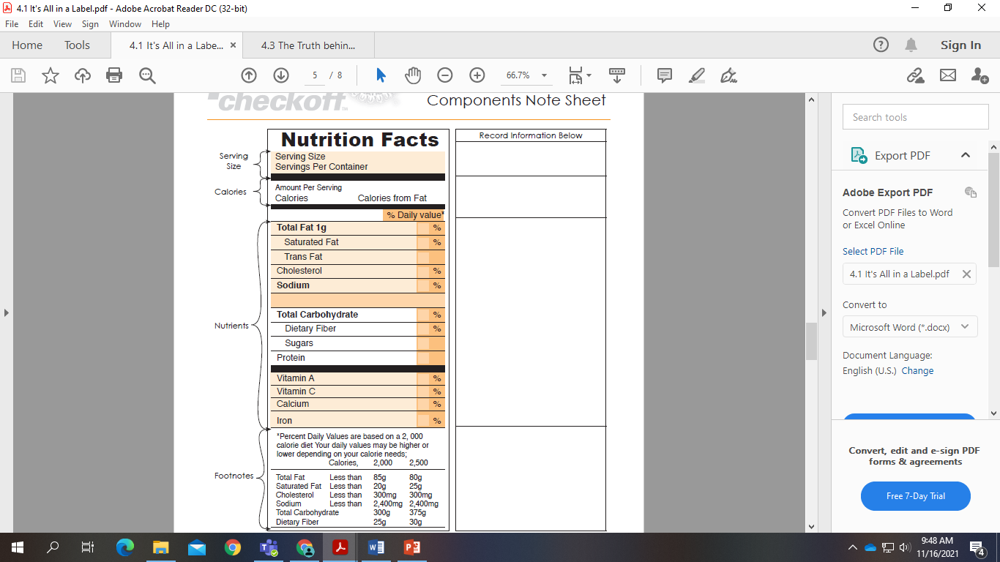 4.1 It's All in a Label.pdf - Adobe Acrobat Reader DC (32-bit)
File Edit View Sign Window Help
Home Tools 4.1 It's All in a Labe... × 4.3 The Truth behin...
Sign In
5 / 8 66.7%
checkoff™
Components Note Sheet
Nutrition Facts
Record Information Below
Serving Size
Serving Size
Servings Per Container
Calories
Amount Per Serving
Calories Calories from Fat
% Daily value*
Nutrients
Total Fat 1g %
Saturated Fat %
Trans Fat
Cholesterol %
Sodium %
Total Carbohydrate %
Dietary Fiber %
Sugars
Protein
Vitamin A %
Vitamin C %
Calcium %
Iron %
Footnotes
*Percent Daily Values are based on a 2, 000
calorie diet Your daily values may be higher or
lower depending on your calorie needs;
Calories, 2,000 2,500
Total Fat Less than 85g 80g
Saturated Fat Less than 20g 25g
Cholesterol Less than 300mg 300mg
Sodium Less than 2,400mg 2,400mg
Total Carbohydrate 300g 375g
Dietary Fiber 25g 30g
Search tools
Export PDF
Adobe Export PDF
Convert PDF Files to Word
or Excel Online
Select PDF File
4.1 It's All in a Label.pdf
Convert to
Microsoft Word (*.docx)
Document Language:
English (U.S.) Change
Convert, edit and e-sign PDF
forms & agreements
Free 7-Day Trial
9:48 AM
11/16/2021
4